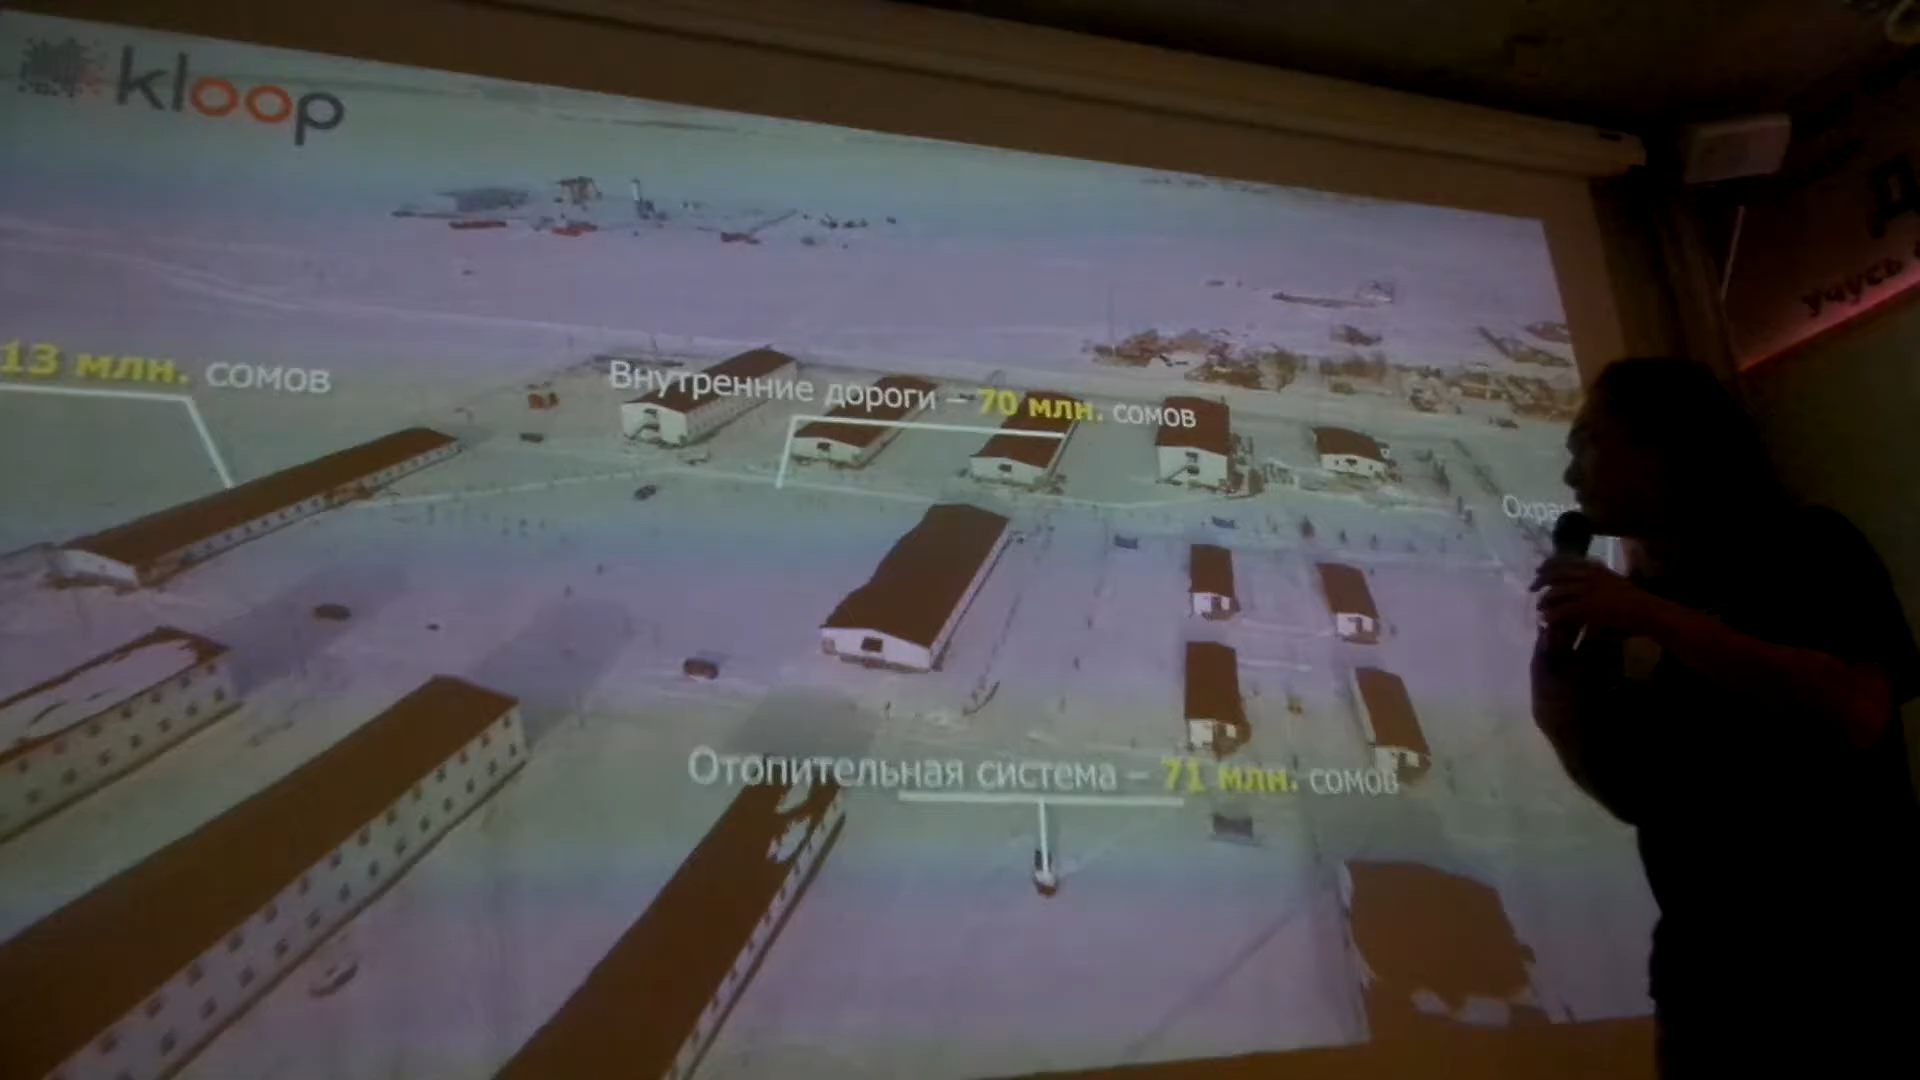 kloop
13 млн. сомов
Внутренние дороги – 70 млн. сомов
Отопительная система – 71 млн. сомов
учусь